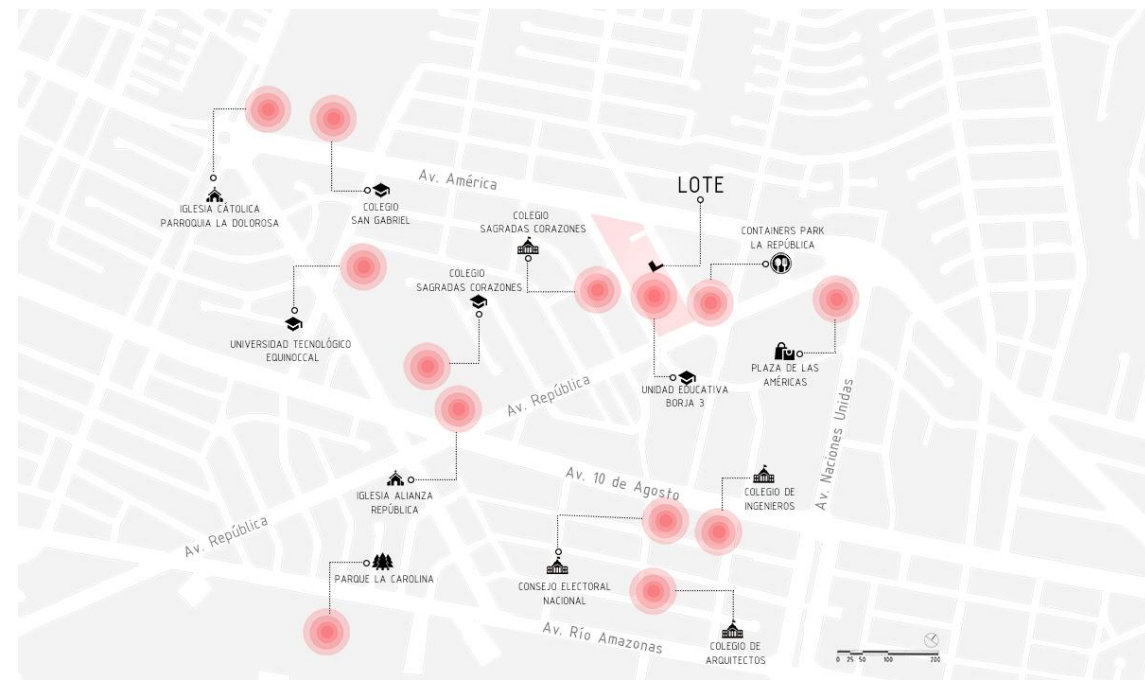 Av. América
LOTE
IGLESIA CÁTOLICA
PARROQUIA LA DOLOROSA
COLEGIO
SAN GABRIEL
COLEGIO
SAGRADAS CORAZONES
CONTAINERS PARK
LA REPÚBLICA
COLEGIO
SAGRADAS CORAZONES
UNIVERSIDAD TECNOLÓGICO
EQUINOCCAL
PLAZA DE LAS
AMÉRICAS
UNIDAD EDUCATIVA
BORJA 3
Av. República
Av. Naciones Unidas
Av. 10 de Agosto
IGLESIA ALIANZA
REPÚBLICA
COLEGIO DE
INGENIEROS
Av. República
PARQUE LA CAROLINA
CONSEJO ELECTORAL
NACIONAL
Av. Río Amazonas
COLEGIO DE
ARQUITECTOS
0 25 50 100 200